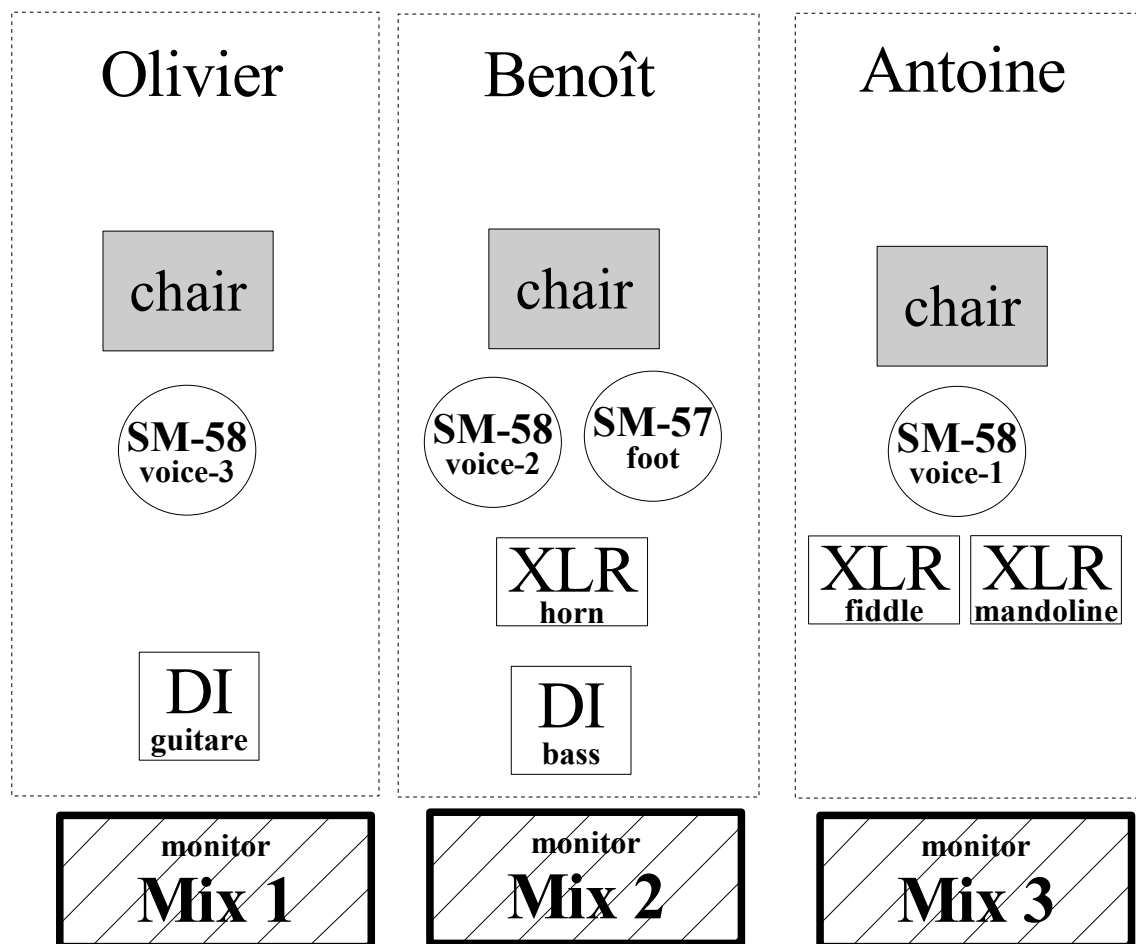 Olivier
chair
SM-58
voice-3
DI
guitare
monitor
Mix 1
Benoît
chair
SM-58
voice-2
SM-57
foot
XLR
horn
DI
bass
monitor
Mix 2
Antoine
chair
SM-58
voice-1
XLR
fiddle
XLR
mandoline
monitor
Mix 3